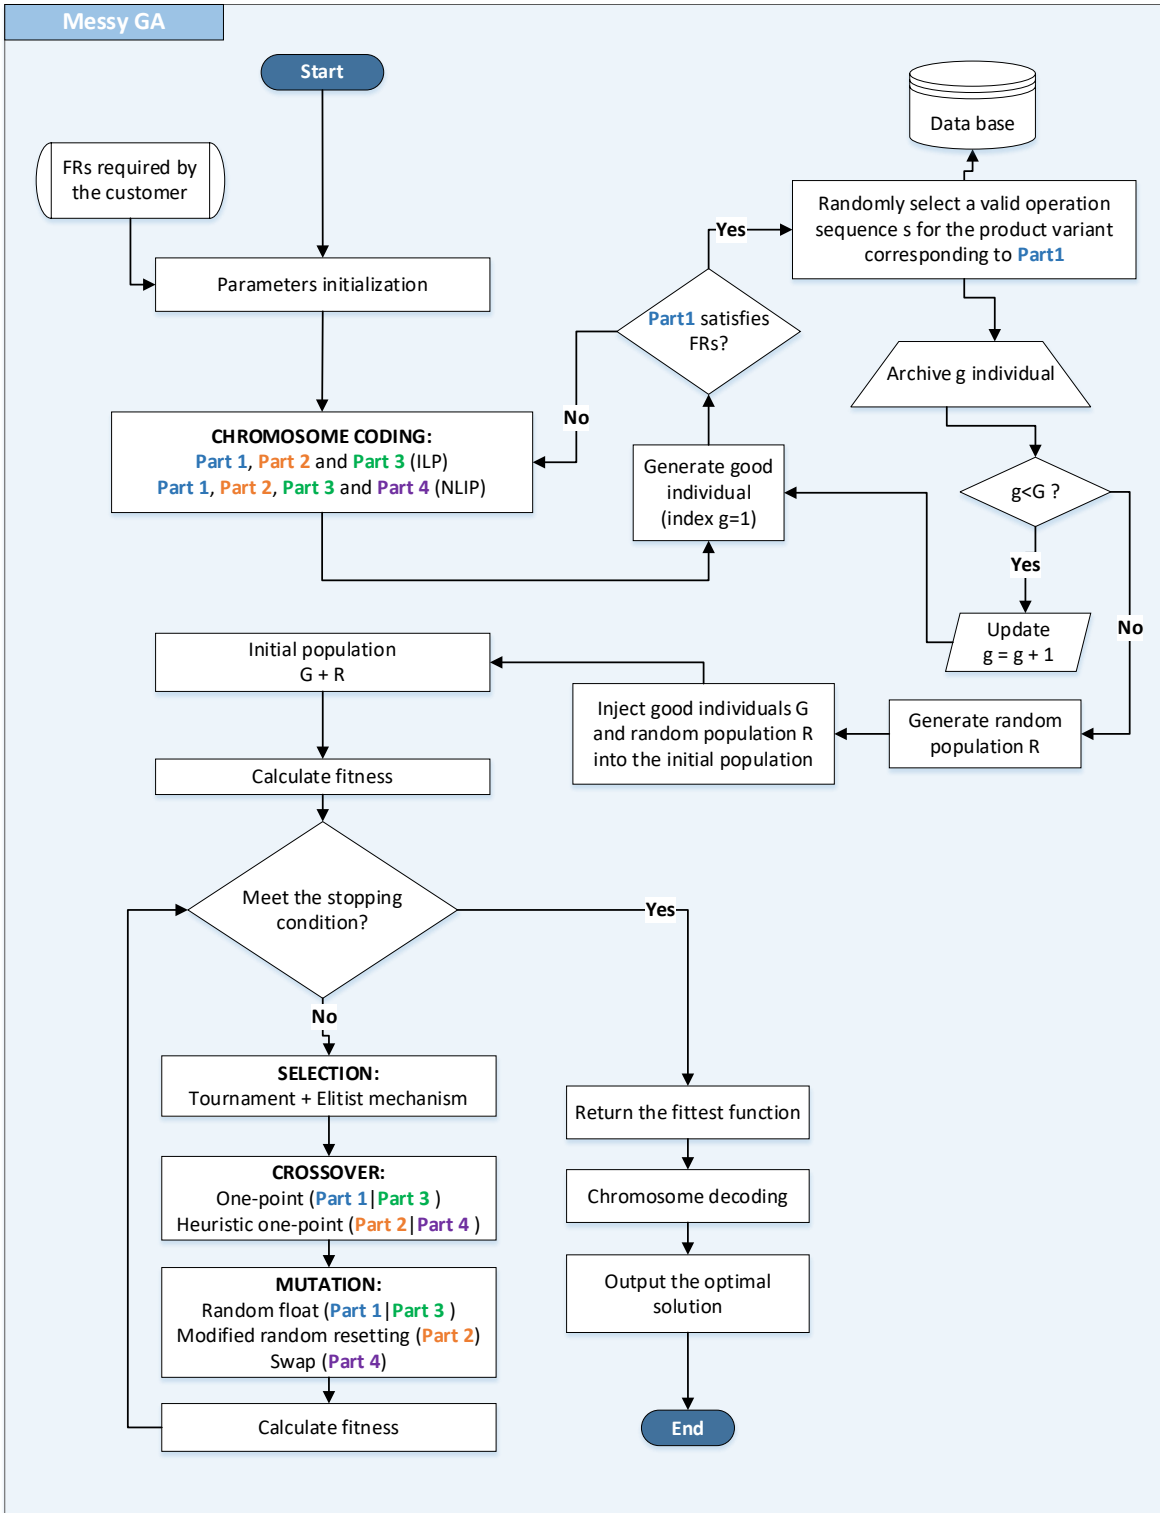 Messy GA
Start
Data base
FRs required by
the customer
Randomly select a valid operation
sequence s for the product variant
corresponding to Part1
Yes
Parameters initialization
Part1 satisfies
FRs?
Archive g individual
No
CHROMOSOME CODING:
Part 1, Part 2 and Part 3 (ILP)
Part 1, Part 2, Part 3 and Part 4 (NLIP)
Generate good
individual
(index g=1)
g<G ?
Yes
No
Update
g = g + 1
Initial population
G + R
Inject good individuals G
and random population R
into the initial population
Generate random
population R
Calculate fitness
Meet the stopping
condition?
Yes
No
SELECTION:
Tournament + Elitist mechanism
Return the fittest function
CROSSOVER:
One-point (Part 1|Part 3 )
Heuristic one-point (Part 2|Part 4 )
Chromosome decoding
MUTATION:
Random float (Part 1|Part 3 )
Modified random resetting (Part 2)
Swap (Part 4)
Output the optimal
solution
Calculate fitness
End